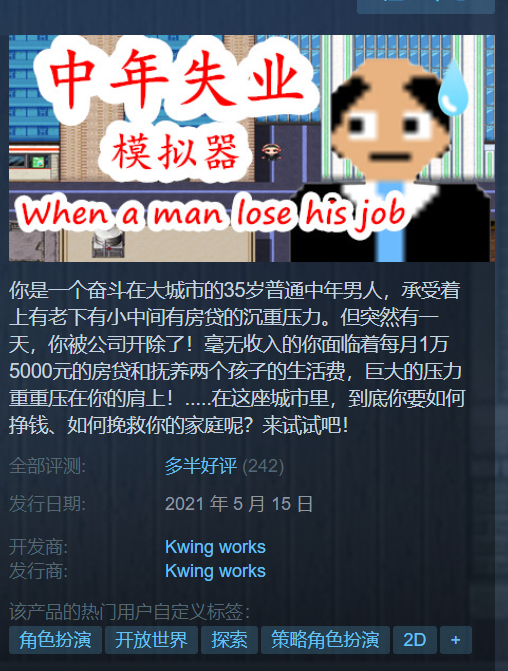 中年失业
模拟器
When a man lose his job
你是一个奋斗在大城市的35岁普通中年男人，承受着
上有老下有小中间有房贷的沉重压力。但突然有一
天，你被公司开除了！毫无收入的你面临着每月1万
5000元的房贷和抚养两个孩子的生活费，巨大的压力
重重压在你的肩上！.....在这座城市里，到底你要如何
挣钱、如何挽救你的家庭呢？来试试吧！
全部评测: 多半好评 (242)
发行日期: 2021 年 5 月 15 日
开发商: Kwing works
发行商: Kwing works
该产品的热门用户自定义标签：
角色扮演 开放世界 探索 策略角色扮演 2D +